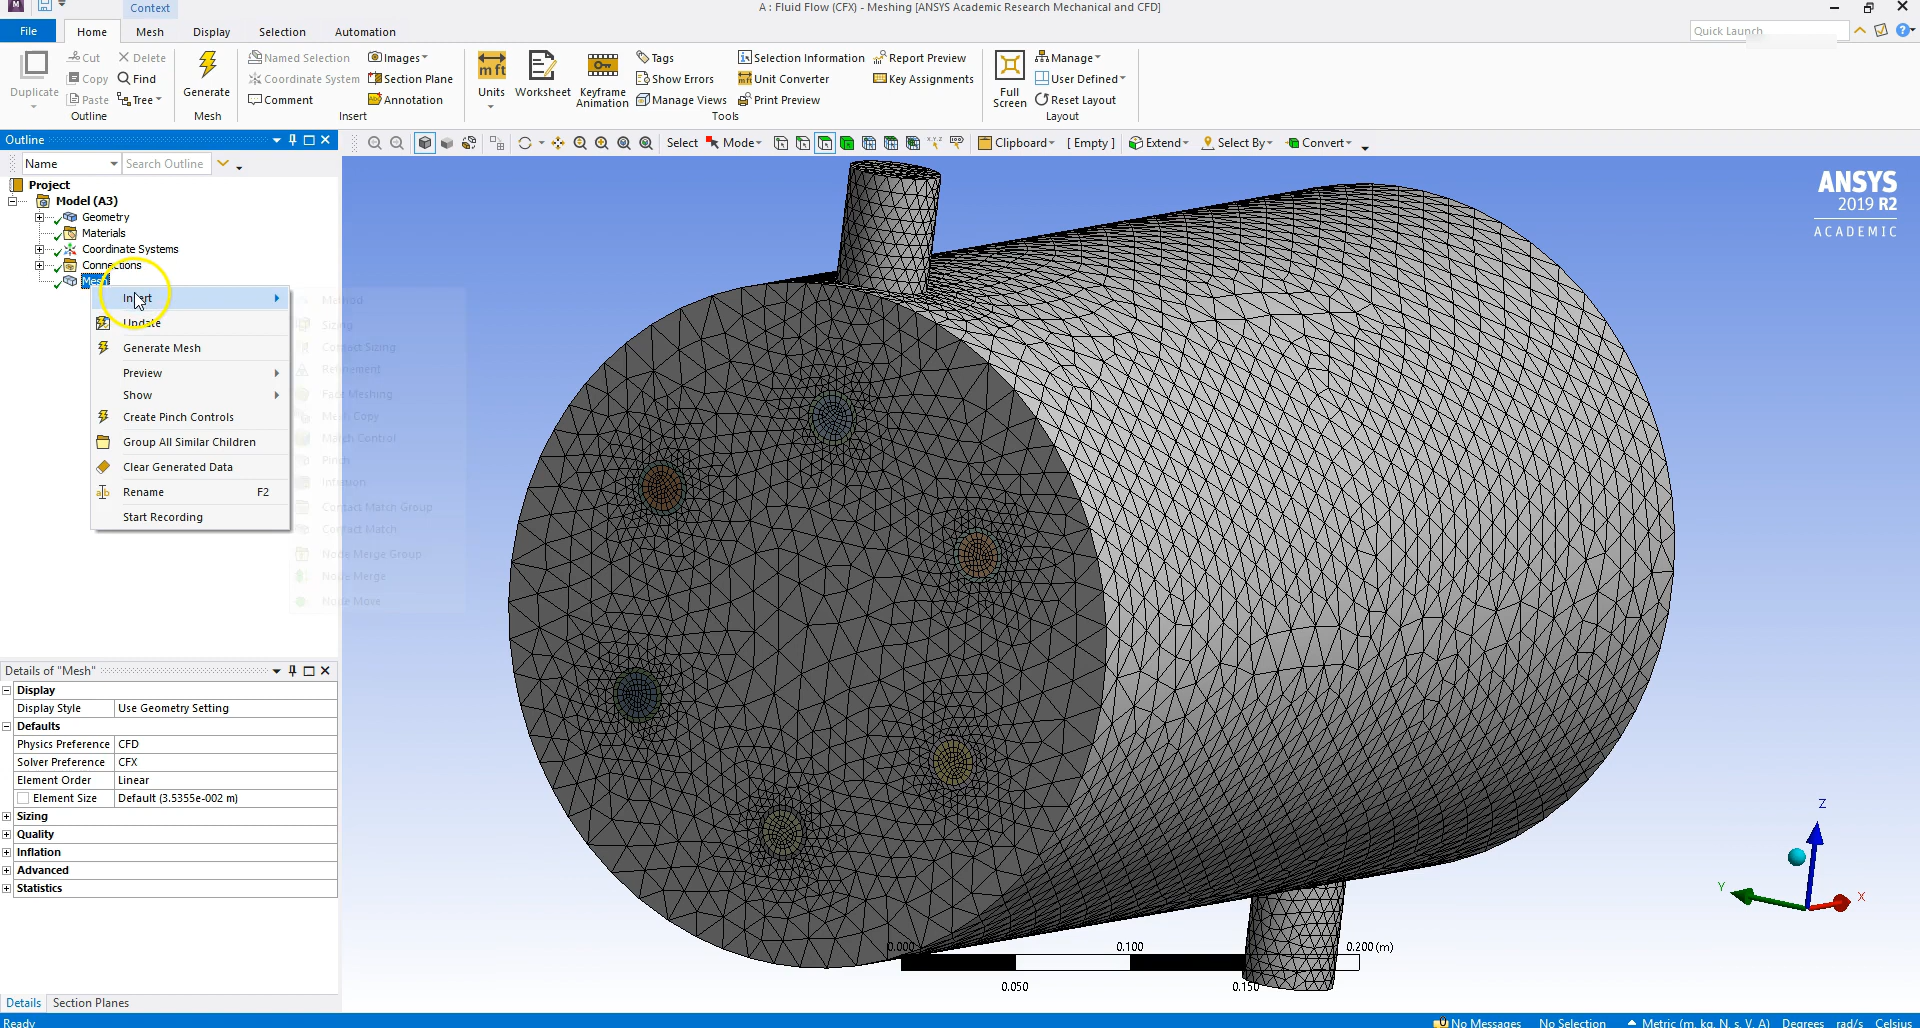 Context
A : Fluid Flow (CFX) - Meshing [ANSYS Academic Research Mechanical and CFD]
File Home Mesh Display Selection Automation
Quick Launch
Duplicate
Cut
Copy
Paste
Delete
Find
Tree
Outline
Generate
Mesh
Named Selection
Coordinate System
Comment
Images
Section Plane
Annotation
Insert
Units
Worksheet
Keyframe
Animation
Tags
Show Errors
Manage Views
Selection Information
Unit Converter
Print Preview
Report Preview
Key Assignments
Tools
Full
Screen
Manage
User Defined
Reset Layout
Layout
Outline
Select Mode Clipboard [ Empty ] Extend Select By Convert
Name Search Outline
Project
Model (A3)
Geometry
Materials
Coordinate Systems
Connections
Mesh
Insert
Update
Generate Mesh
Preview
Show
Create Pinch Controls
Group All Similar Children
Clear Generated Data
Rename F2
Start Recording
Method
Sizing
Contact Sizing
Refinement
Face Meshing
Mesh Copy
Match Control
Pinch
Inflation
Contact Match Group
Contact Match
Node Merge Group
Node Merge
Node Move
ANSYS
2019 R2
ACADEMIC
Details of "Mesh"
Display
Display Style Use Geometry Setting
Defaults
Physics Preference CFD
Solver Preference CFX
Element Order Linear
Element Size Default (3.5355e-002 m)
Sizing
Quality
Inflation
Advanced
Statistics
Z
Y
X
0.000 0.100 0.200 (m)
0.050 0.150
Details Section Planes
Ready
No Messages No Selection Metric (m, kg, N, s, V, A) Degrees rad/s Celsius